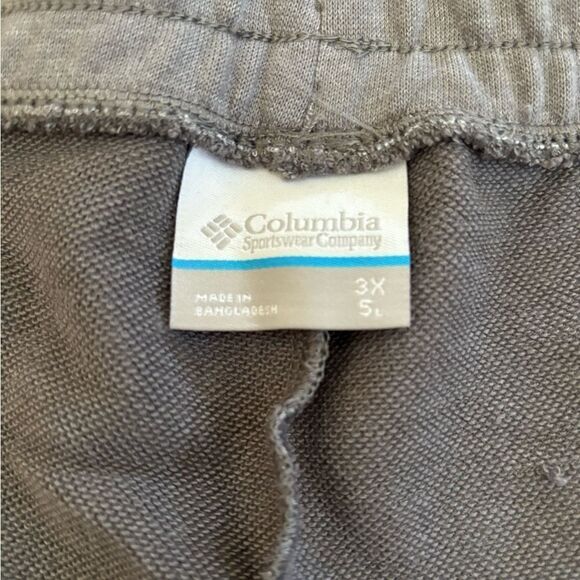 Columbia
Sportswear Company
3X
MADE IN
BANGLADESH
5L